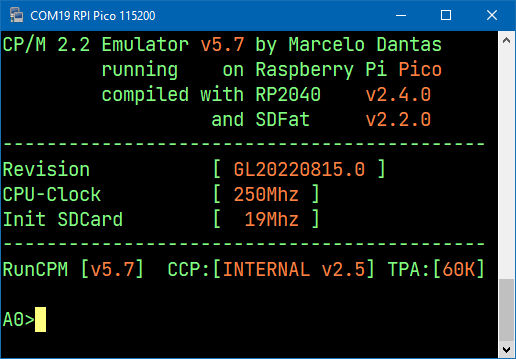 COM19 RPI Pico 115200
CP/M 2.2 Emulator v5.7 by Marcelo Dantas
running on Raspberry Pi Pico
compiled with RP2040 v2.4.0
and SDFat v2.2.0
--------------------------------------------
Revision [ GL20220815.0 ]
CPU-Clock [ 250Mhz ]
Init SDCard [ 19Mhz ]
--------------------------------------------
RunCPM [v5.7] CCP:[INTERNAL v2.5] TPA:[60K]
A0>